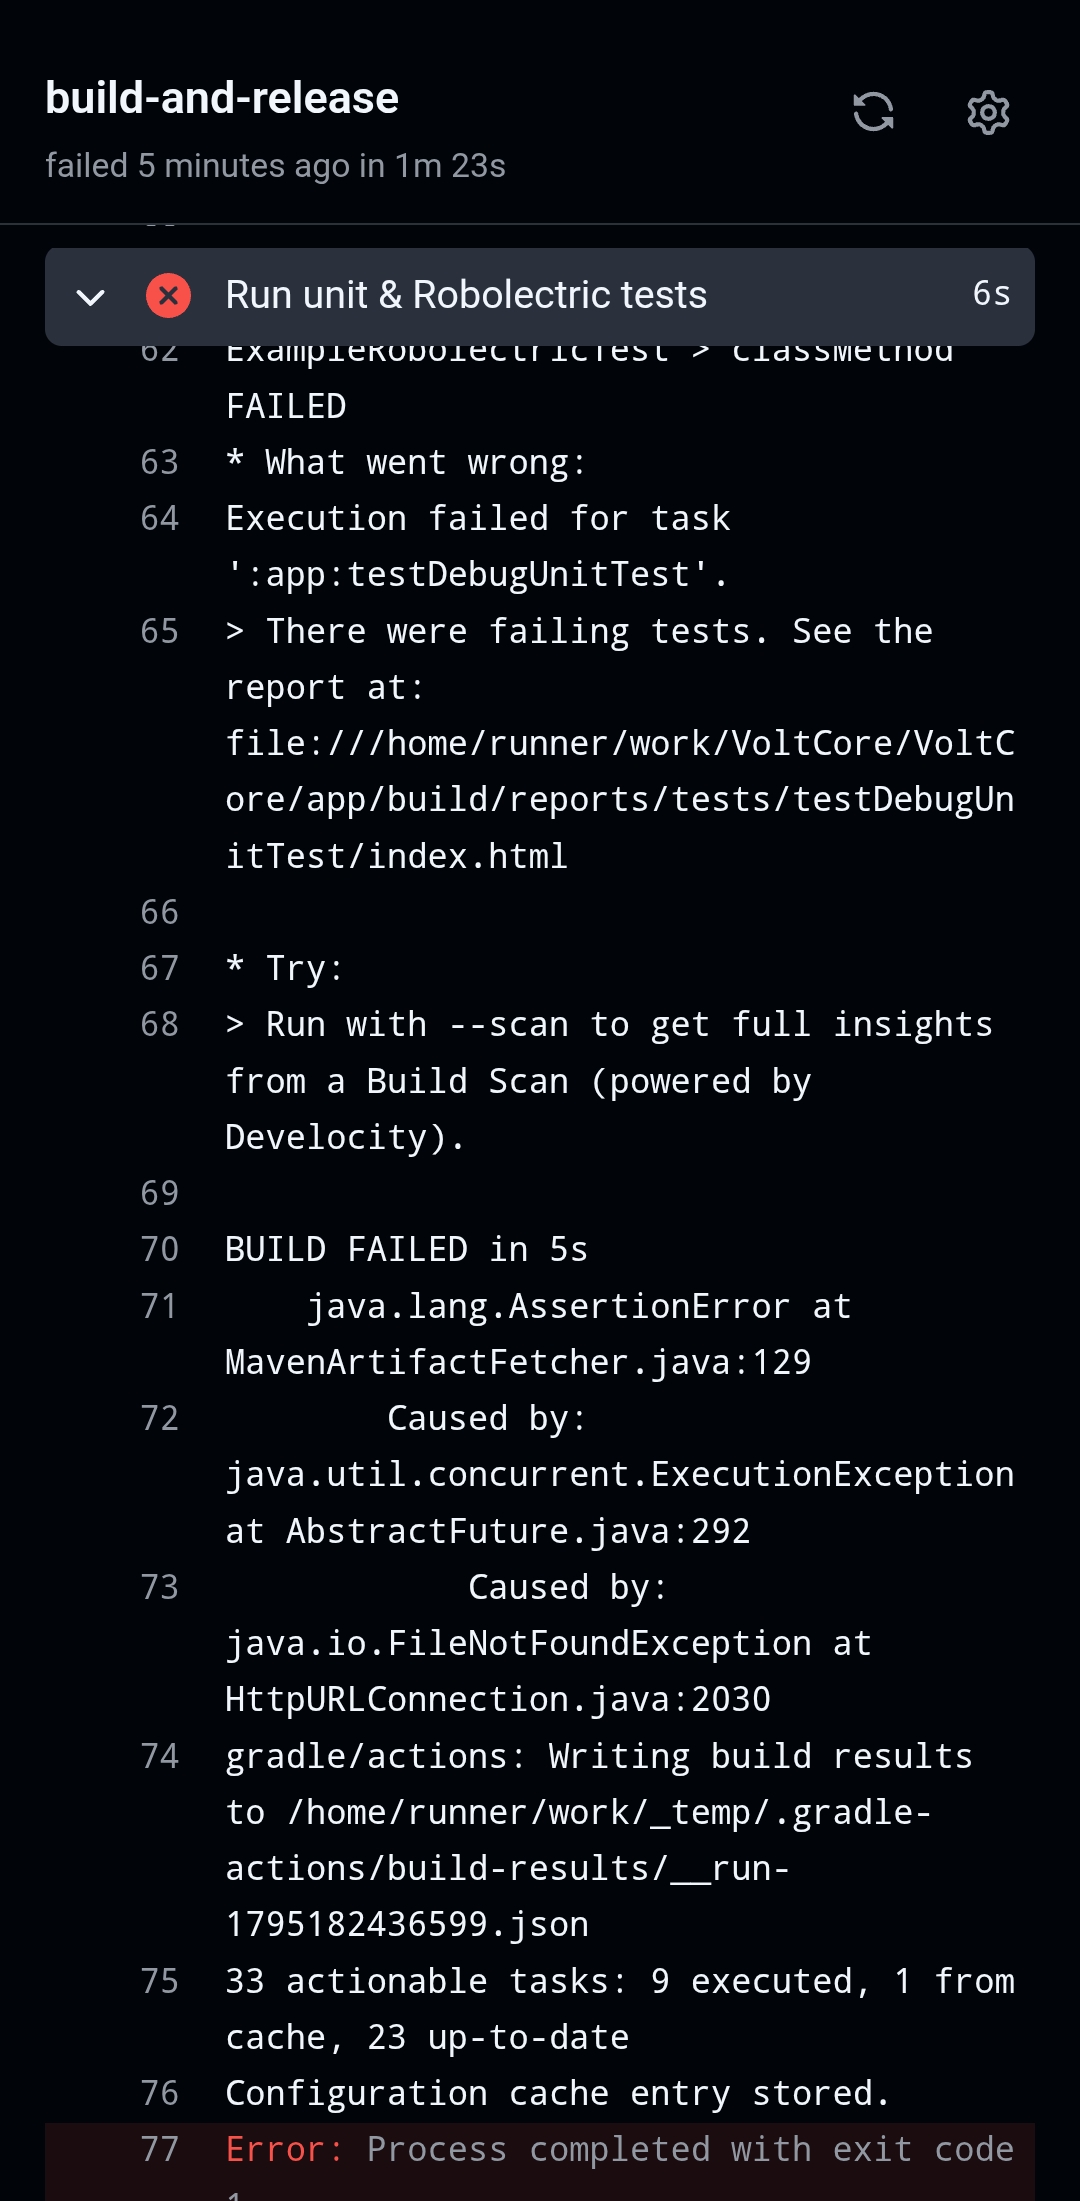 build-and-release
failed 5 minutes ago in 1m 23s
Run unit & Robolectric tests 6s
62 ExampleRobolectricTest > classMethod
FAILED
63 * What went wrong:
64 Execution failed for task
':app:testDebugUnitTest'.
65 > There were failing tests. See the
report at:
file:///home/runner/work/VoltCore/VoltC
ore/app/build/reports/tests/testDebugUn
itTest/index.html
66
67 * Try:
68 > Run with --scan to get full insights
from a Build Scan (powered by
Develocity).
69
70 BUILD FAILED in 5s
71 java.lang.AssertionError at
MavenArtifactFetcher.java:129
72 Caused by:
java.util.concurrent.ExecutionException
at AbstractFuture.java:292
73 Caused by:
java.io.FileNotFoundException at
HttpURLConnection.java:2030
74 gradle/actions: Writing build results
to /home/runner/work/_temp/.gradle-
actions/build-results/__run-
1795182436599.json
75 33 actionable tasks: 9 executed, 1 from
cache, 23 up-to-date
76 Configuration cache entry stored.
77 Error: Process completed with exit code
1